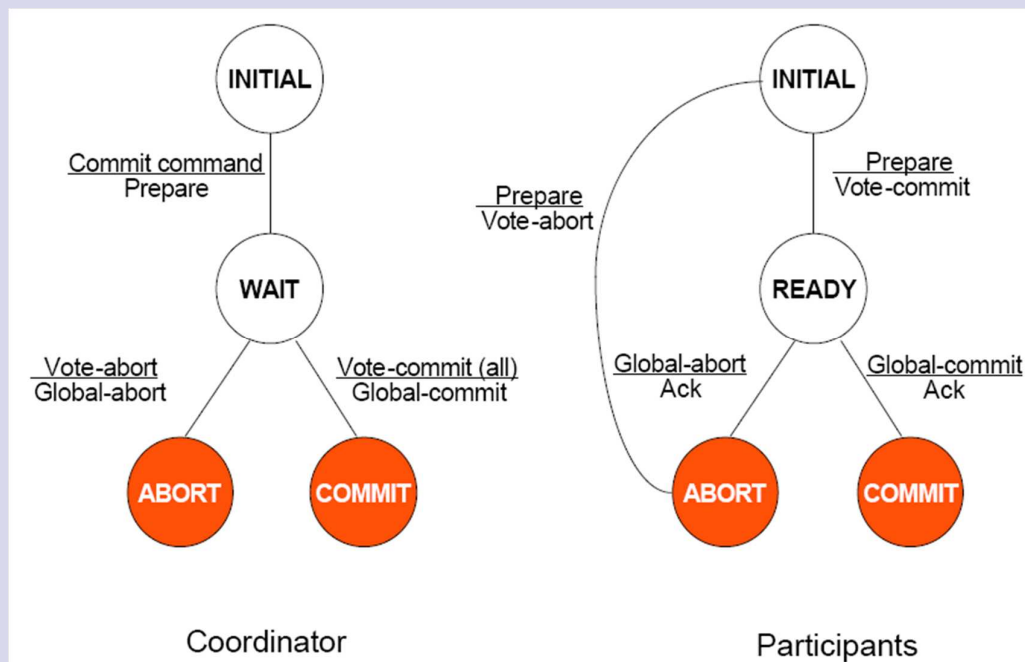 INITIAL
Commit command
Prepare
WAIT
Vote-abort
Global-abort
Vote-commit (all)
Global-commit
ABORT
COMMIT
Coordinator
INITIAL
Prepare
Vote-commit
Prepare
Vote-abort
READY
Global-abort
Ack
Global-commit
Ack
ABORT
COMMIT
Participants